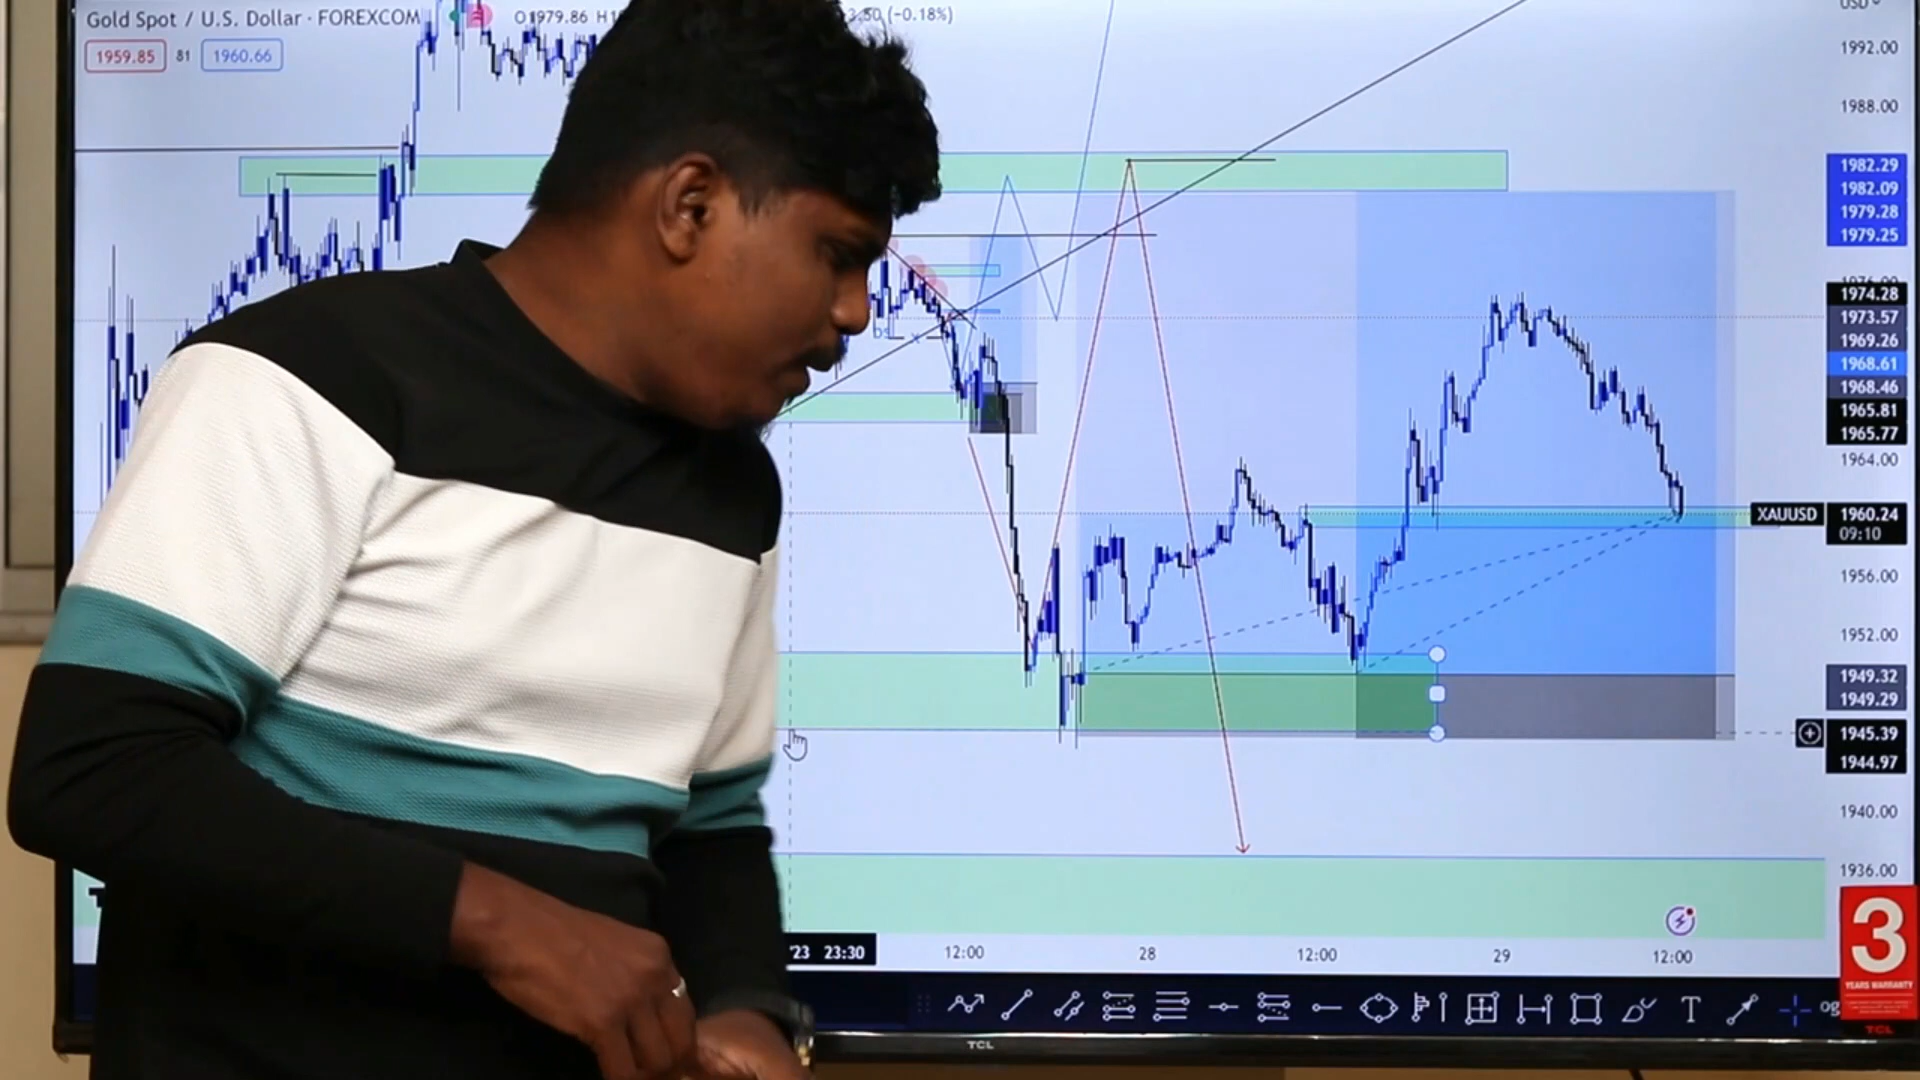 Gold Spot / U.S. Dollar · FOREXCOM
O1979.86 H1
3.50 (−0.18%)
USD
1959.85 81 1960.66
1992.00
1988.00
1982.29
1982.09
1979.28
1979.25
1974.28
1973.57
1969.26
1968.61
1968.46
1965.81
1965.77
1964.00
XAUUSD 1960.24
09:10
1956.00
1952.00
1949.32
1949.29
1945.39
1944.97
1940.00
1936.00
'23 23:30 12:00 28 12:00 29 12:00
3
YEARS WARRANTY
TCL
TCL